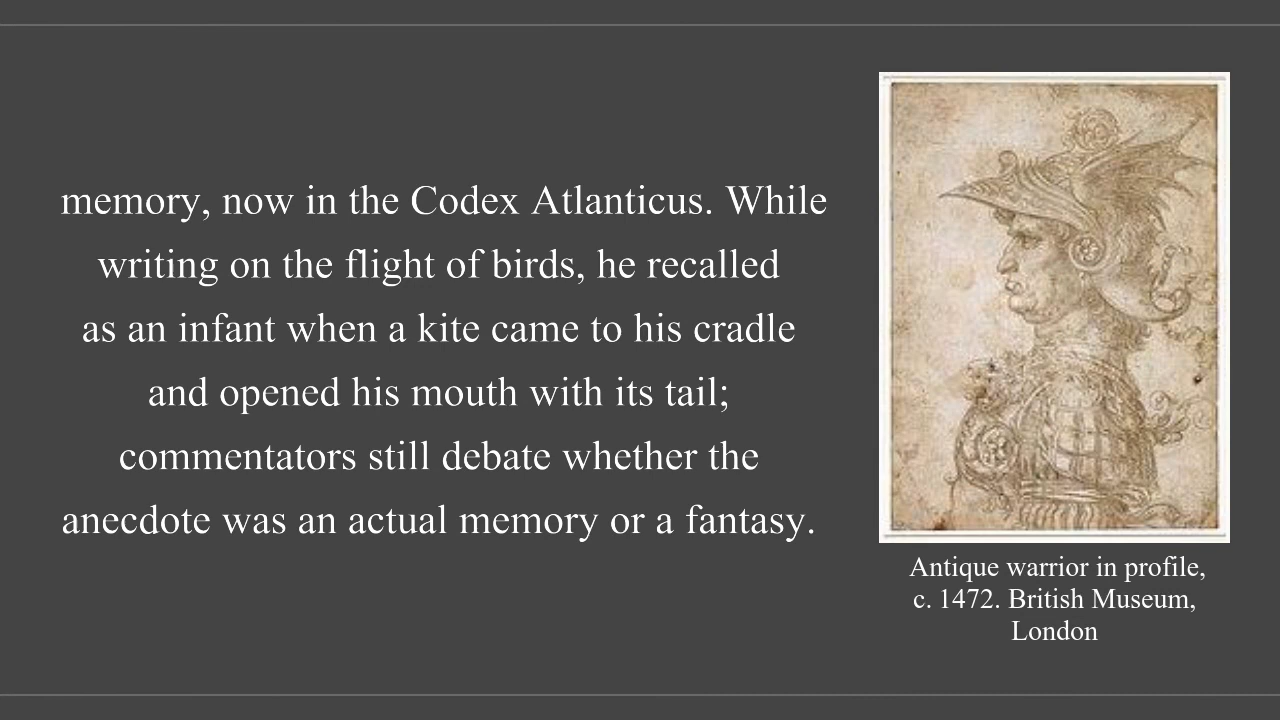 memory, now in the Codex Atlanticus. While
writing on the flight of birds, he recalled
as an infant when a kite came to his cradle
and opened his mouth with its tail;
commentators still debate whether the
anecdote was an actual memory or a fantasy.
Antique warrior in profile,
c. 1472. British Museum,
London